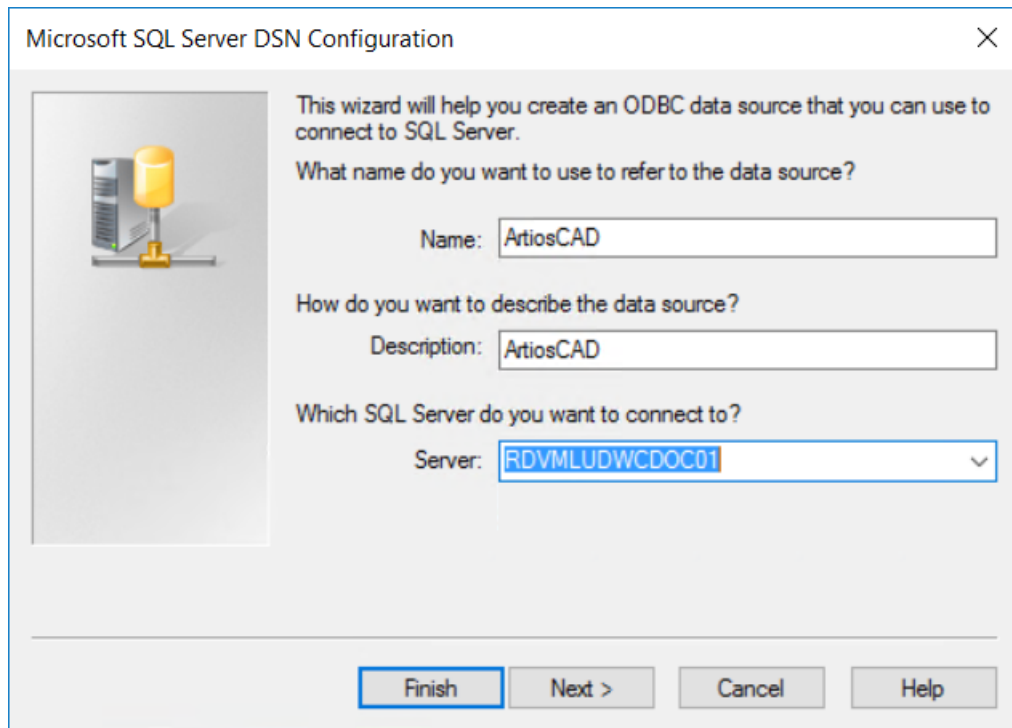 Microsoft SQL Server DSN Configuration
This wizard will help you create an ODBC data source that you can use to
connect to SQL Server.
What name do you want to use to refer to the data source?
Name: ArtiosCAD
How do you want to describe the data source?
Description: ArtiosCAD
Which SQL Server do you want to connect to?
Server: RDVMLUDWCDOC01
Finish Next > Cancel Help